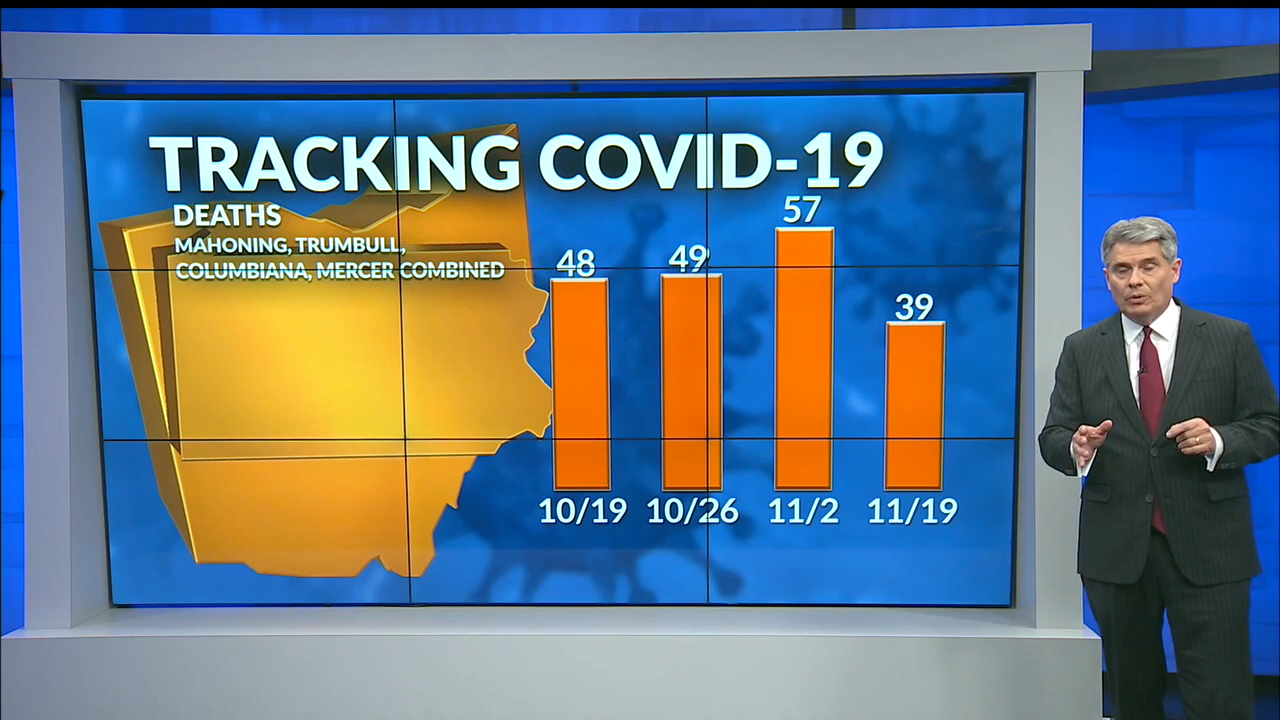 TRACKING COVID-19
DEATHS
MAHONING, TRUMBULL,
COLUMBIANA, MERCER COMBINED
48
49
57
39
10/19
10/26
11/2
11/19